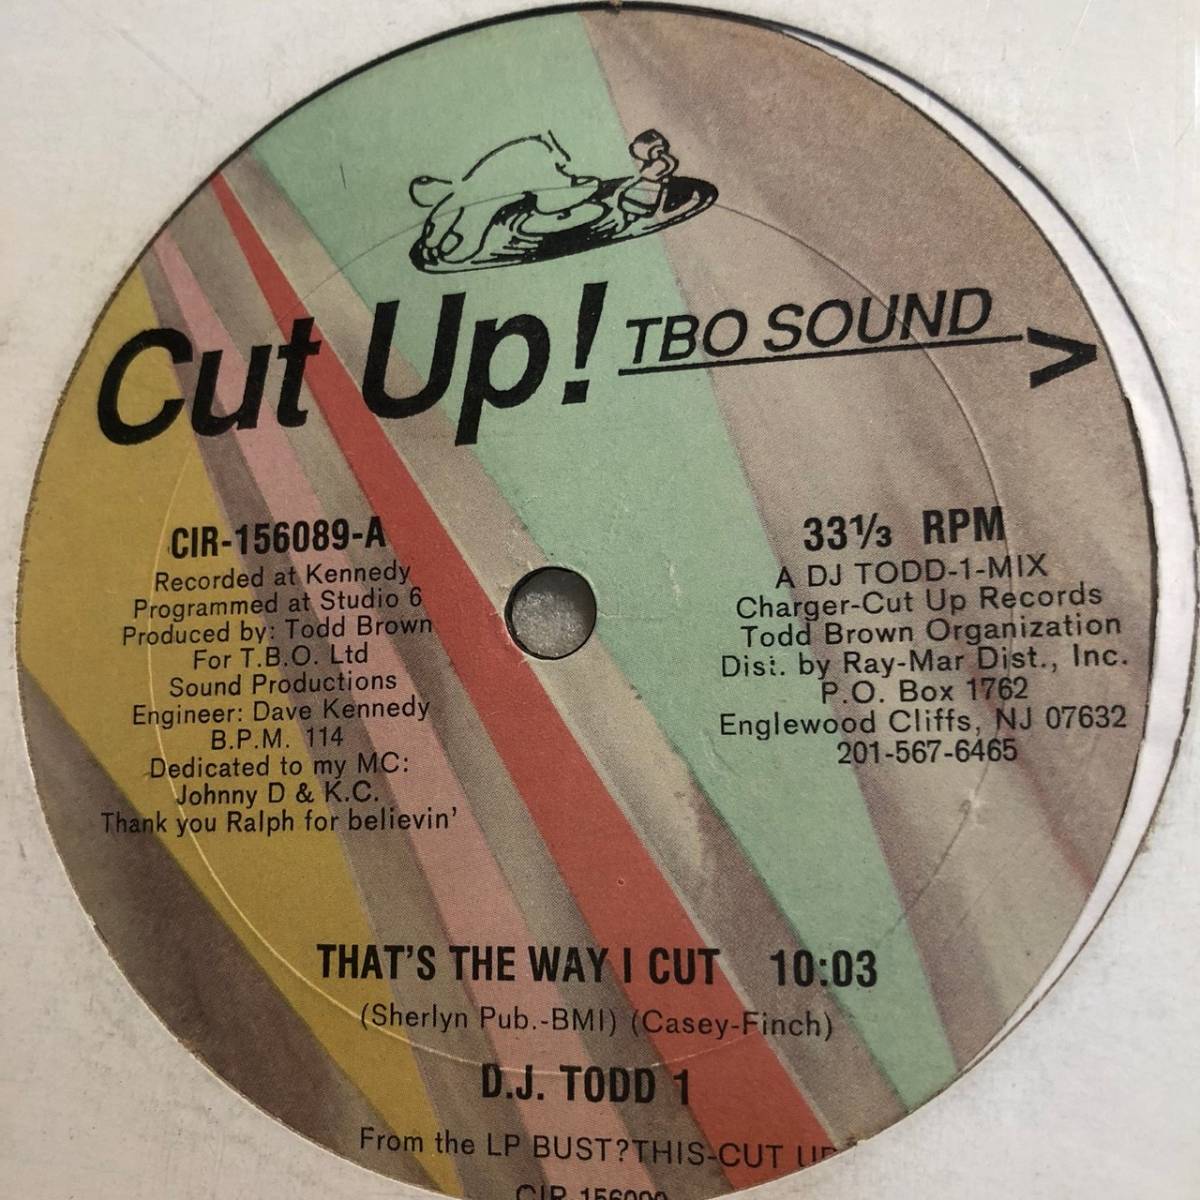 Cut Up! TBO SOUND >
CIR-156089-A
Recorded at Kennedy
Programmed at Studio 6
Produced by: Todd Brown
For T.B.O. Ltd
Sound Productions
Engineer: Dave Kennedy
B.P.M. 114
Dedicated to my MC:
Johnny D & K.C.
Thank you Ralph for believin'
33⅓ RPM
A DJ TODD-1-MIX
Charger-Cut Up Records
Todd Brown Organization
Dist. by Ray-Mar Dist., Inc.
P.O. Box 1762
Englewood Cliffs, NJ 07632
201-567-6465
THAT'S THE WAY I CUT 10:03
(Sherlyn Pub.-BMI) (Casey-Finch)
D.J. TODD 1
From the LP BUST?THIS-CUT UP
CIR